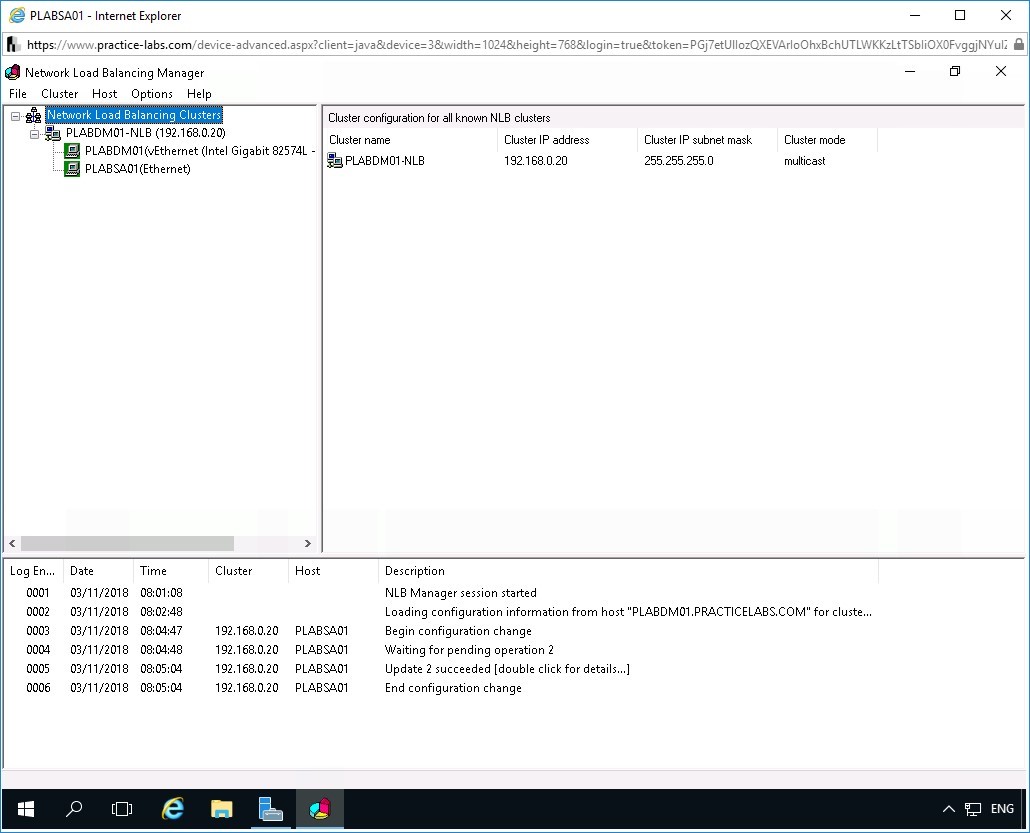 PLABSA01 - Internet Explorer
https://www.practice-labs.com/device-advanced.aspx?client=java&device=3&width=1024&height=768&login=true&token=
Network Load Balancing Manager
File Cluster Host Options Help
Network Load Balancing Clusters
PLABDM01-NLB (192.168.0.20)
PLABDM01(vEthernet (Intel Gigabit 82574L -
PLABSA01(Ethernet)
Cluster configuration for all known NLB clusters
Cluster name Cluster IP address Cluster IP subnet mask Cluster mode
PLABDM01-NLB 192.168.0.20 255.255.255.0 multicast
Log En... Date Time Cluster Host Description
0001 03/11/2018 08:01:08 NLB Manager session started
0002 03/11/2018 08:02:48 Loading configuration information from host "PLABDM01.PRACTICELABS.COM" for cluste...
0003 03/11/2018 08:04:47 192.168.0.20 PLABSA01 Begin configuration change
0004 03/11/2018 08:04:48 192.168.0.20 PLABSA01 Waiting for pending operation 2
0005 03/11/2018 08:05:04 192.168.0.20 PLABSA01 Update 2 succeeded [double click for details...]
0006 03/11/2018 08:05:04 192.168.0.20 PLABSA01 End configuration change
ENG